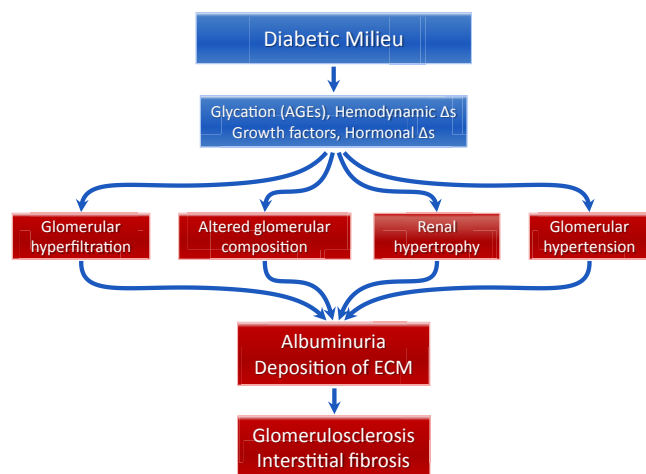 Diabetic Milieu
Glycation (AGEs), Hemodynamic Δs
Growth factors, Hormonal Δs
Glomerular
hyperfiltration
Altered glomerular
composition
Renal
hypertrophy
Glomerular
hypertension
Albuminuria
Deposition of ECM
Glomerulosclerosis
Interstitial fibrosis